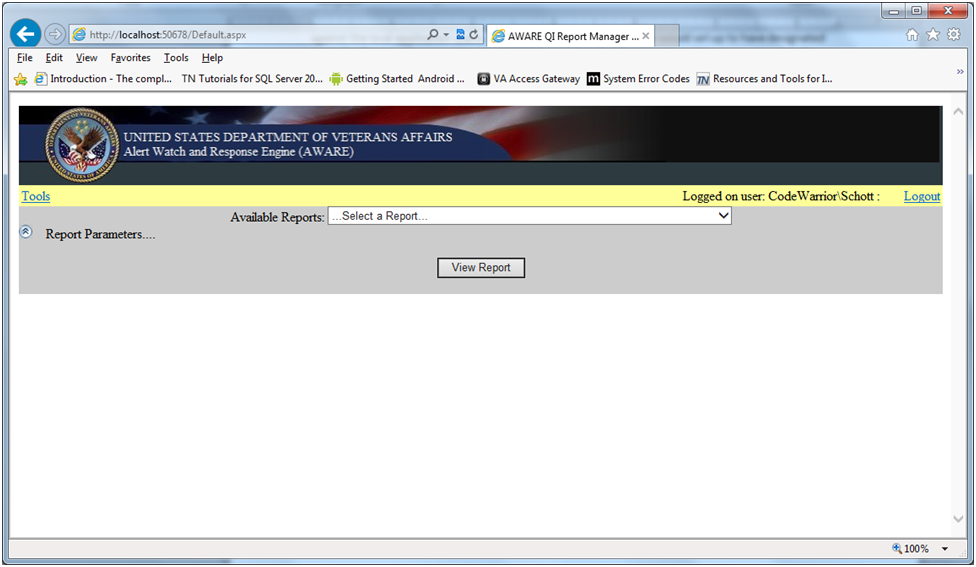 http://localhost:50678/Default.aspx
AWARE QI Report Manager ...
File Edit View Favorites Tools Help
Introduction - The compl... TN Tutorials for SQL Server 20... Getting Started Android ... VA Access Gateway m System Error Codes TN Resources and Tools for I...
UNITED STATES DEPARTMENT OF VETERANS AFFAIRS
Alert Watch and Response Engine (AWARE)
Tools Logged on user: CodeWarrior\Schott : Logout
Available Reports: ...Select a Report...
Report Parameters....
View Report
100%